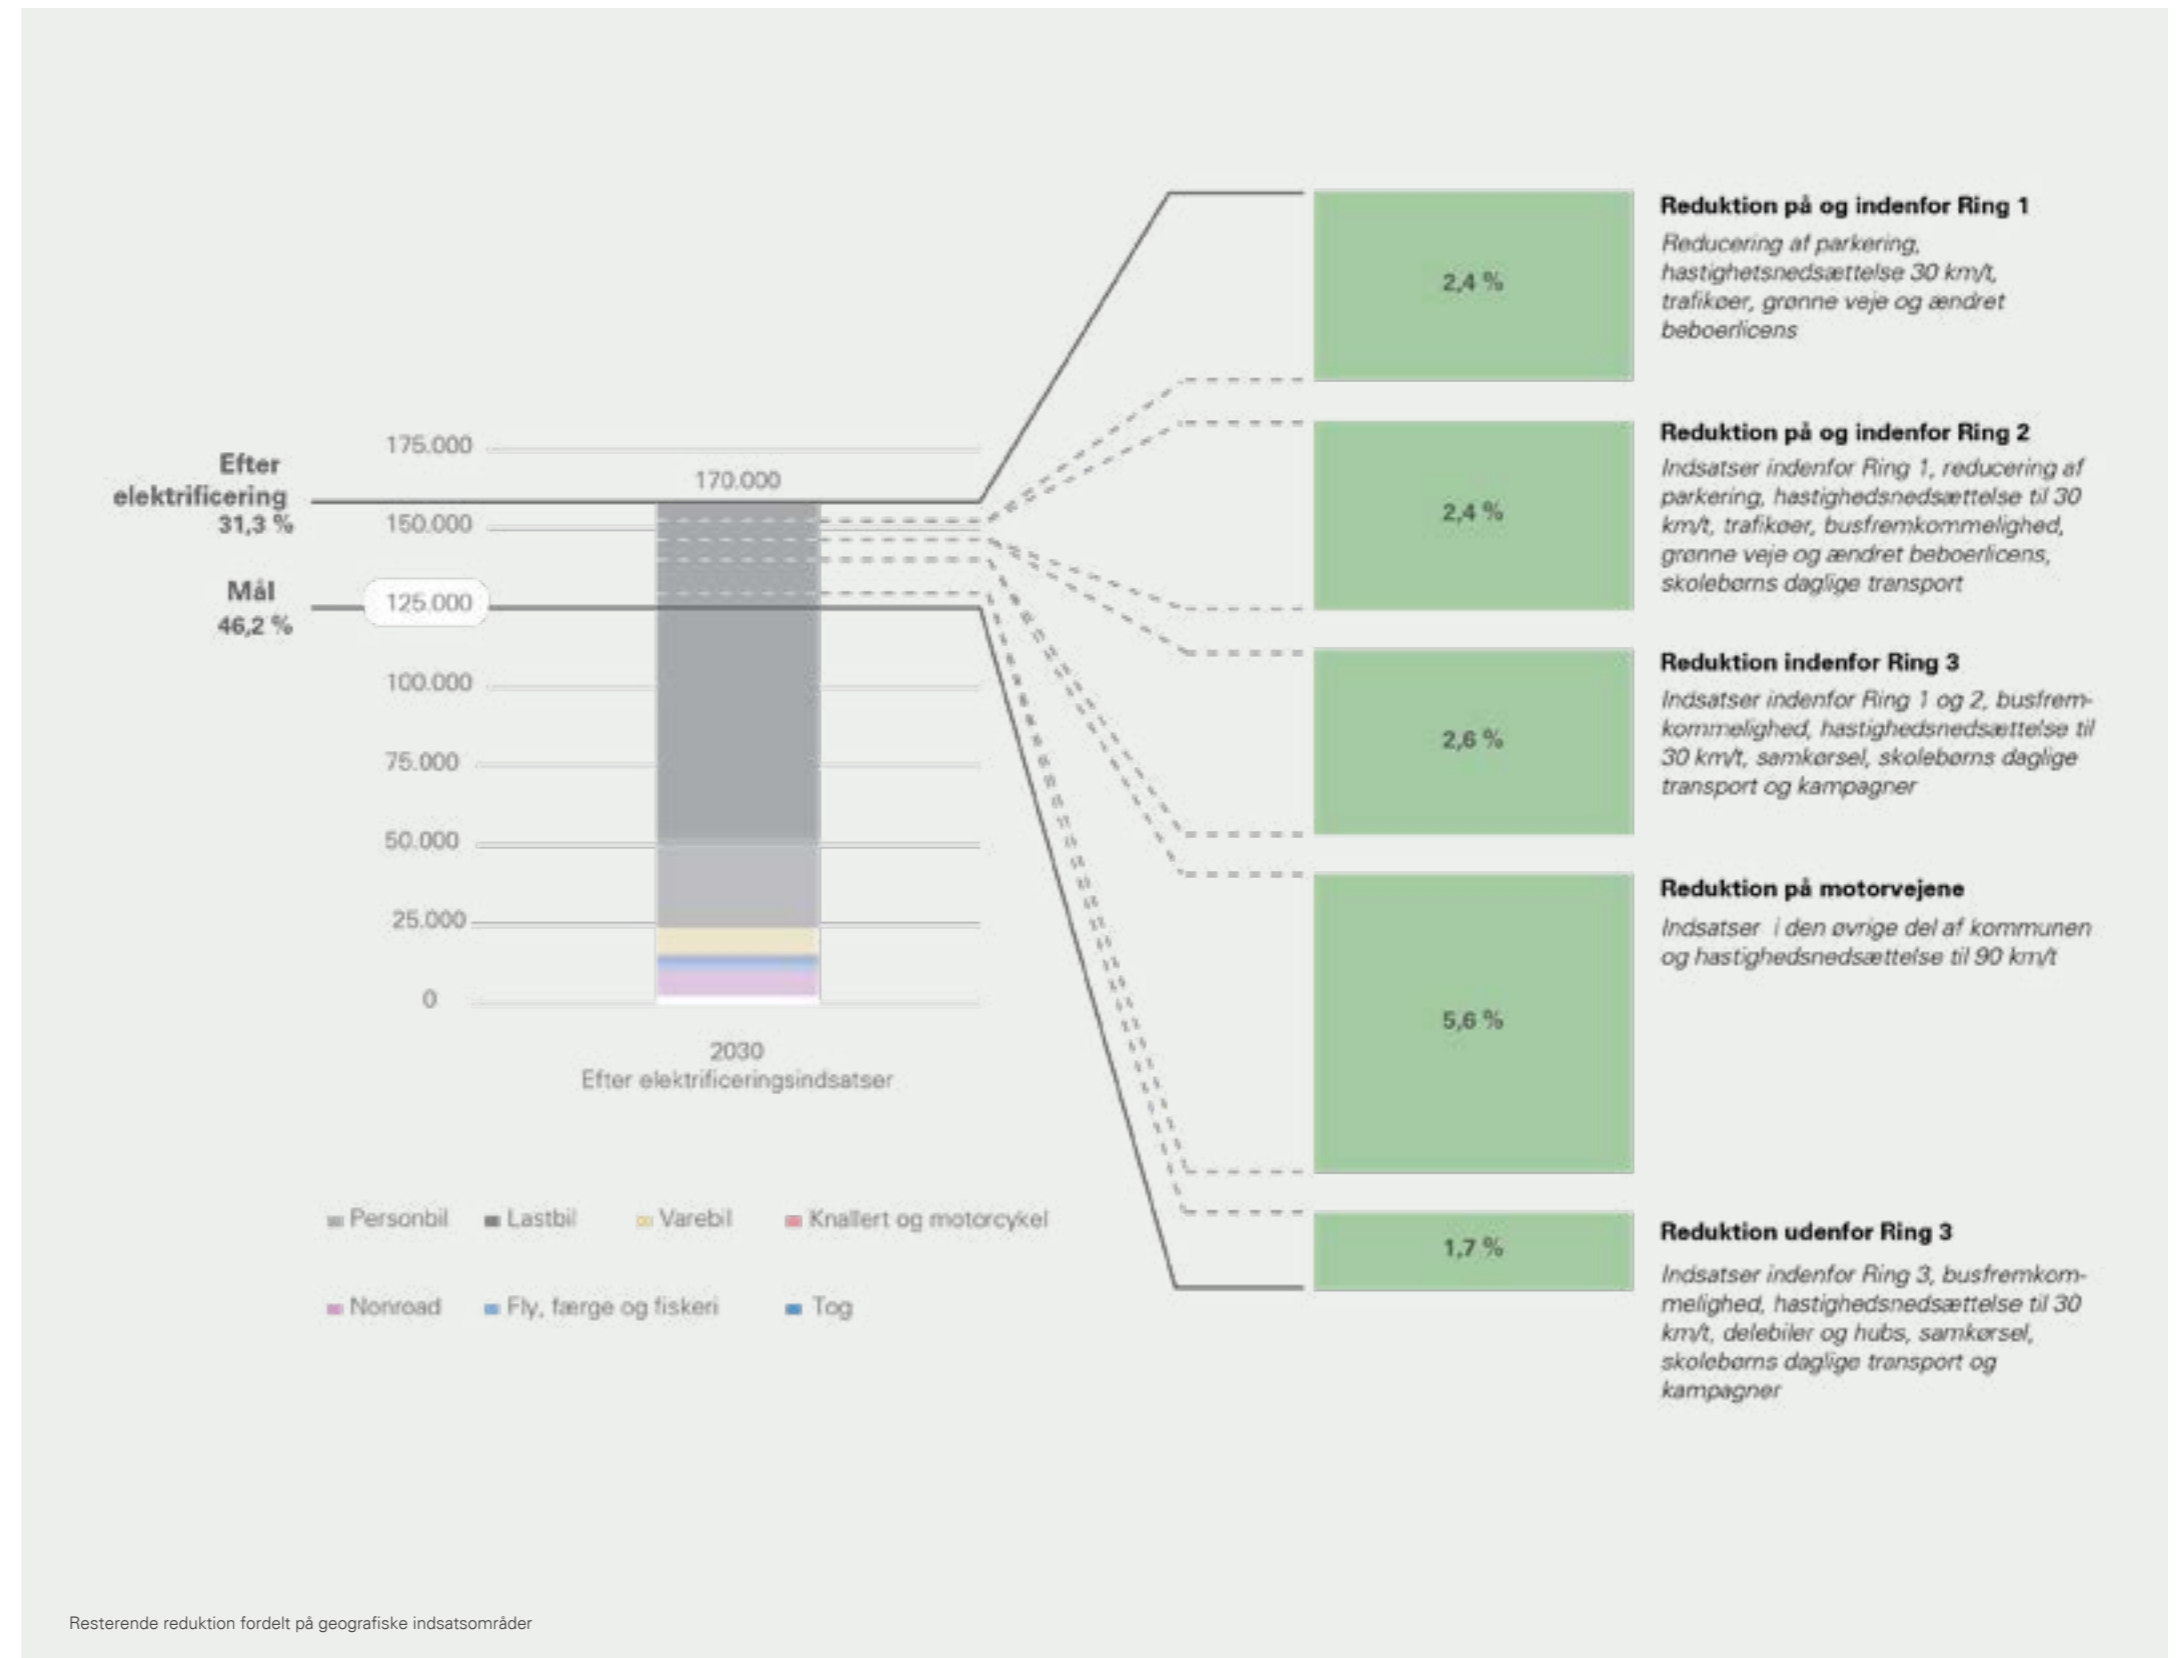 Efter
elektrificering
31,3 %
Mål
46,2 %
175.000
150.000
125.000
100.000
75.000
50.000
25.000
0
170.000
2030
Efter elektrificeringsindsatser
Personbil
Lastbil
Varebil
Knallert og motorcykel
Nonroad
Fly, færge og fiskeri
Tog
2,4 %
Reduktion på og indenfor Ring 1
Reducering af parkering,
hastighetsnedsættelse 30 km/t,
trafikøer, grønne veje og ændret
beboerlicens
2,4 %
Reduktion på og indenfor Ring 2
Indsatser indenfor Ring 1, reducering af
parkering, hastighedsnedsættelse til 30
km/t, trafikøer, busfremkommelighed,
grønne veje og ændret beboerlicens,
skolebørns daglige transport
2,6 %
Reduktion indenfor Ring 3
Indsatser indenfor Ring 1 og 2, busfrem-
kommelighed, hastighedsnedsættelse til
30 km/t, samkørsel, skolebørns daglige
transport og kampagner
5,6 %
Reduktion på motorvejene
Indsatser i den øvrige del af kommunen
og hastighedsnedsættelse til 90 km/t
1,7 %
Reduktion udenfor Ring 3
Indsatser indenfor Ring 3, busfremkom-
melighed, hastighedsnedsættelse til 30
km/t, delebiler og hubs, samkørsel,
skolebørns daglige transport og
kampagner
Resterende reduktion fordelt på geografiske indsatsområder